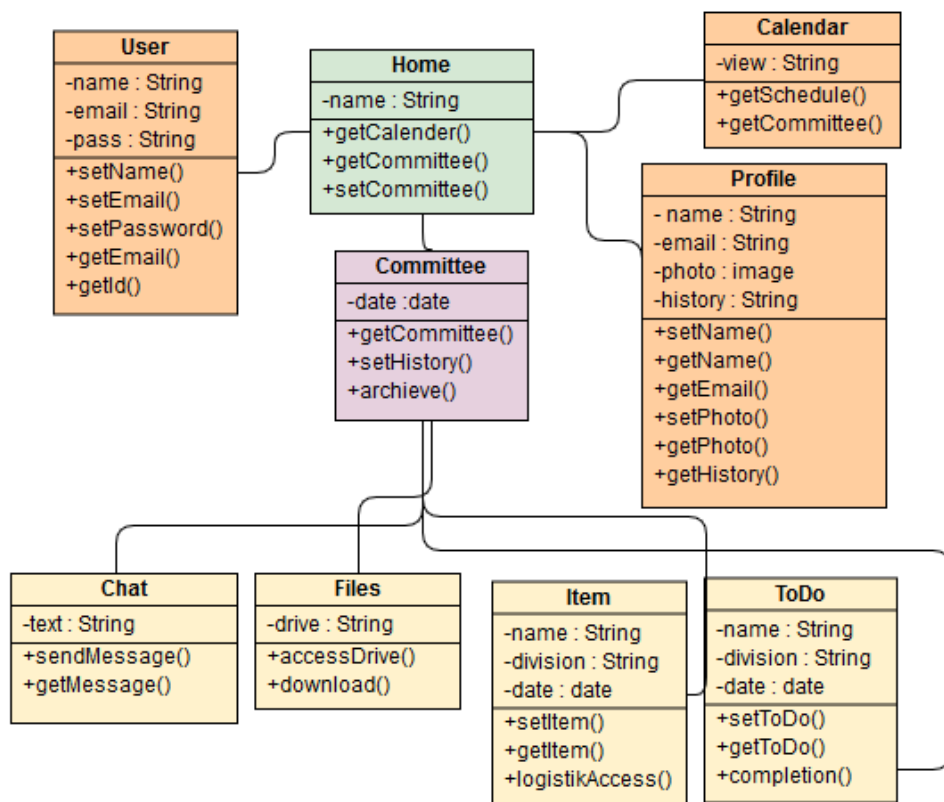 User
-name : String
-email : String
-pass : String
+setName()
+setEmail()
+setPassword()
+getEmail()
+getId()
Home
-name : String
+getCalender()
+getCommittee()
+setCommittee()
Calendar
-view : String
+getSchedule()
+getCommittee()
Profile
- name : String
-email : String
-photo : image
-history : String
+setName()
+getName()
+getEmail()
+setPhoto()
+getPhoto()
+getHistory()
Committee
-date :date
+getCommittee()
+setHistory()
+archieve()
Chat
-text : String
+sendMessage()
+getMessage()
Files
-drive : String
+accessDrive()
+download()
Item
-name : String
-division : String
-date : date
+setItem()
+getItem()
+logistikAccess()
ToDo
-name : String
-division : String
-date : date
+setToDo()
+getToDo()
+completion()